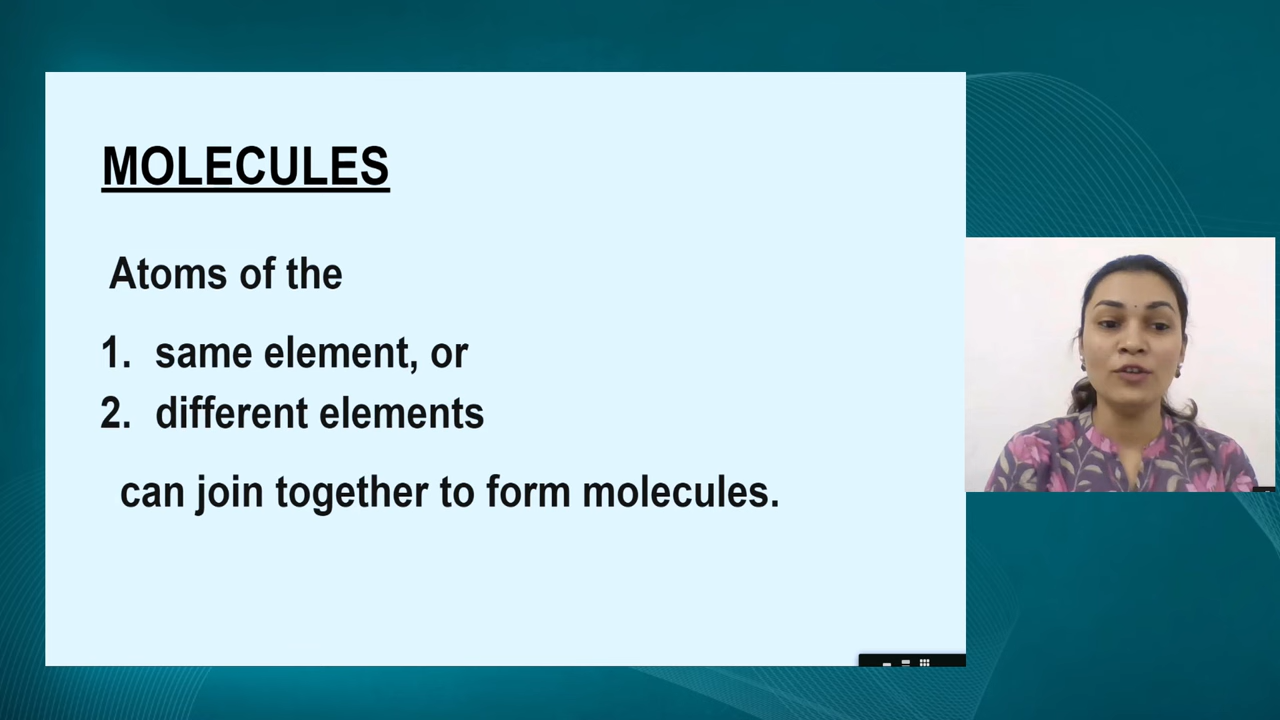 MOLECULES
Atoms of the
1. same element, or
2. different elements
can join together to form molecules.